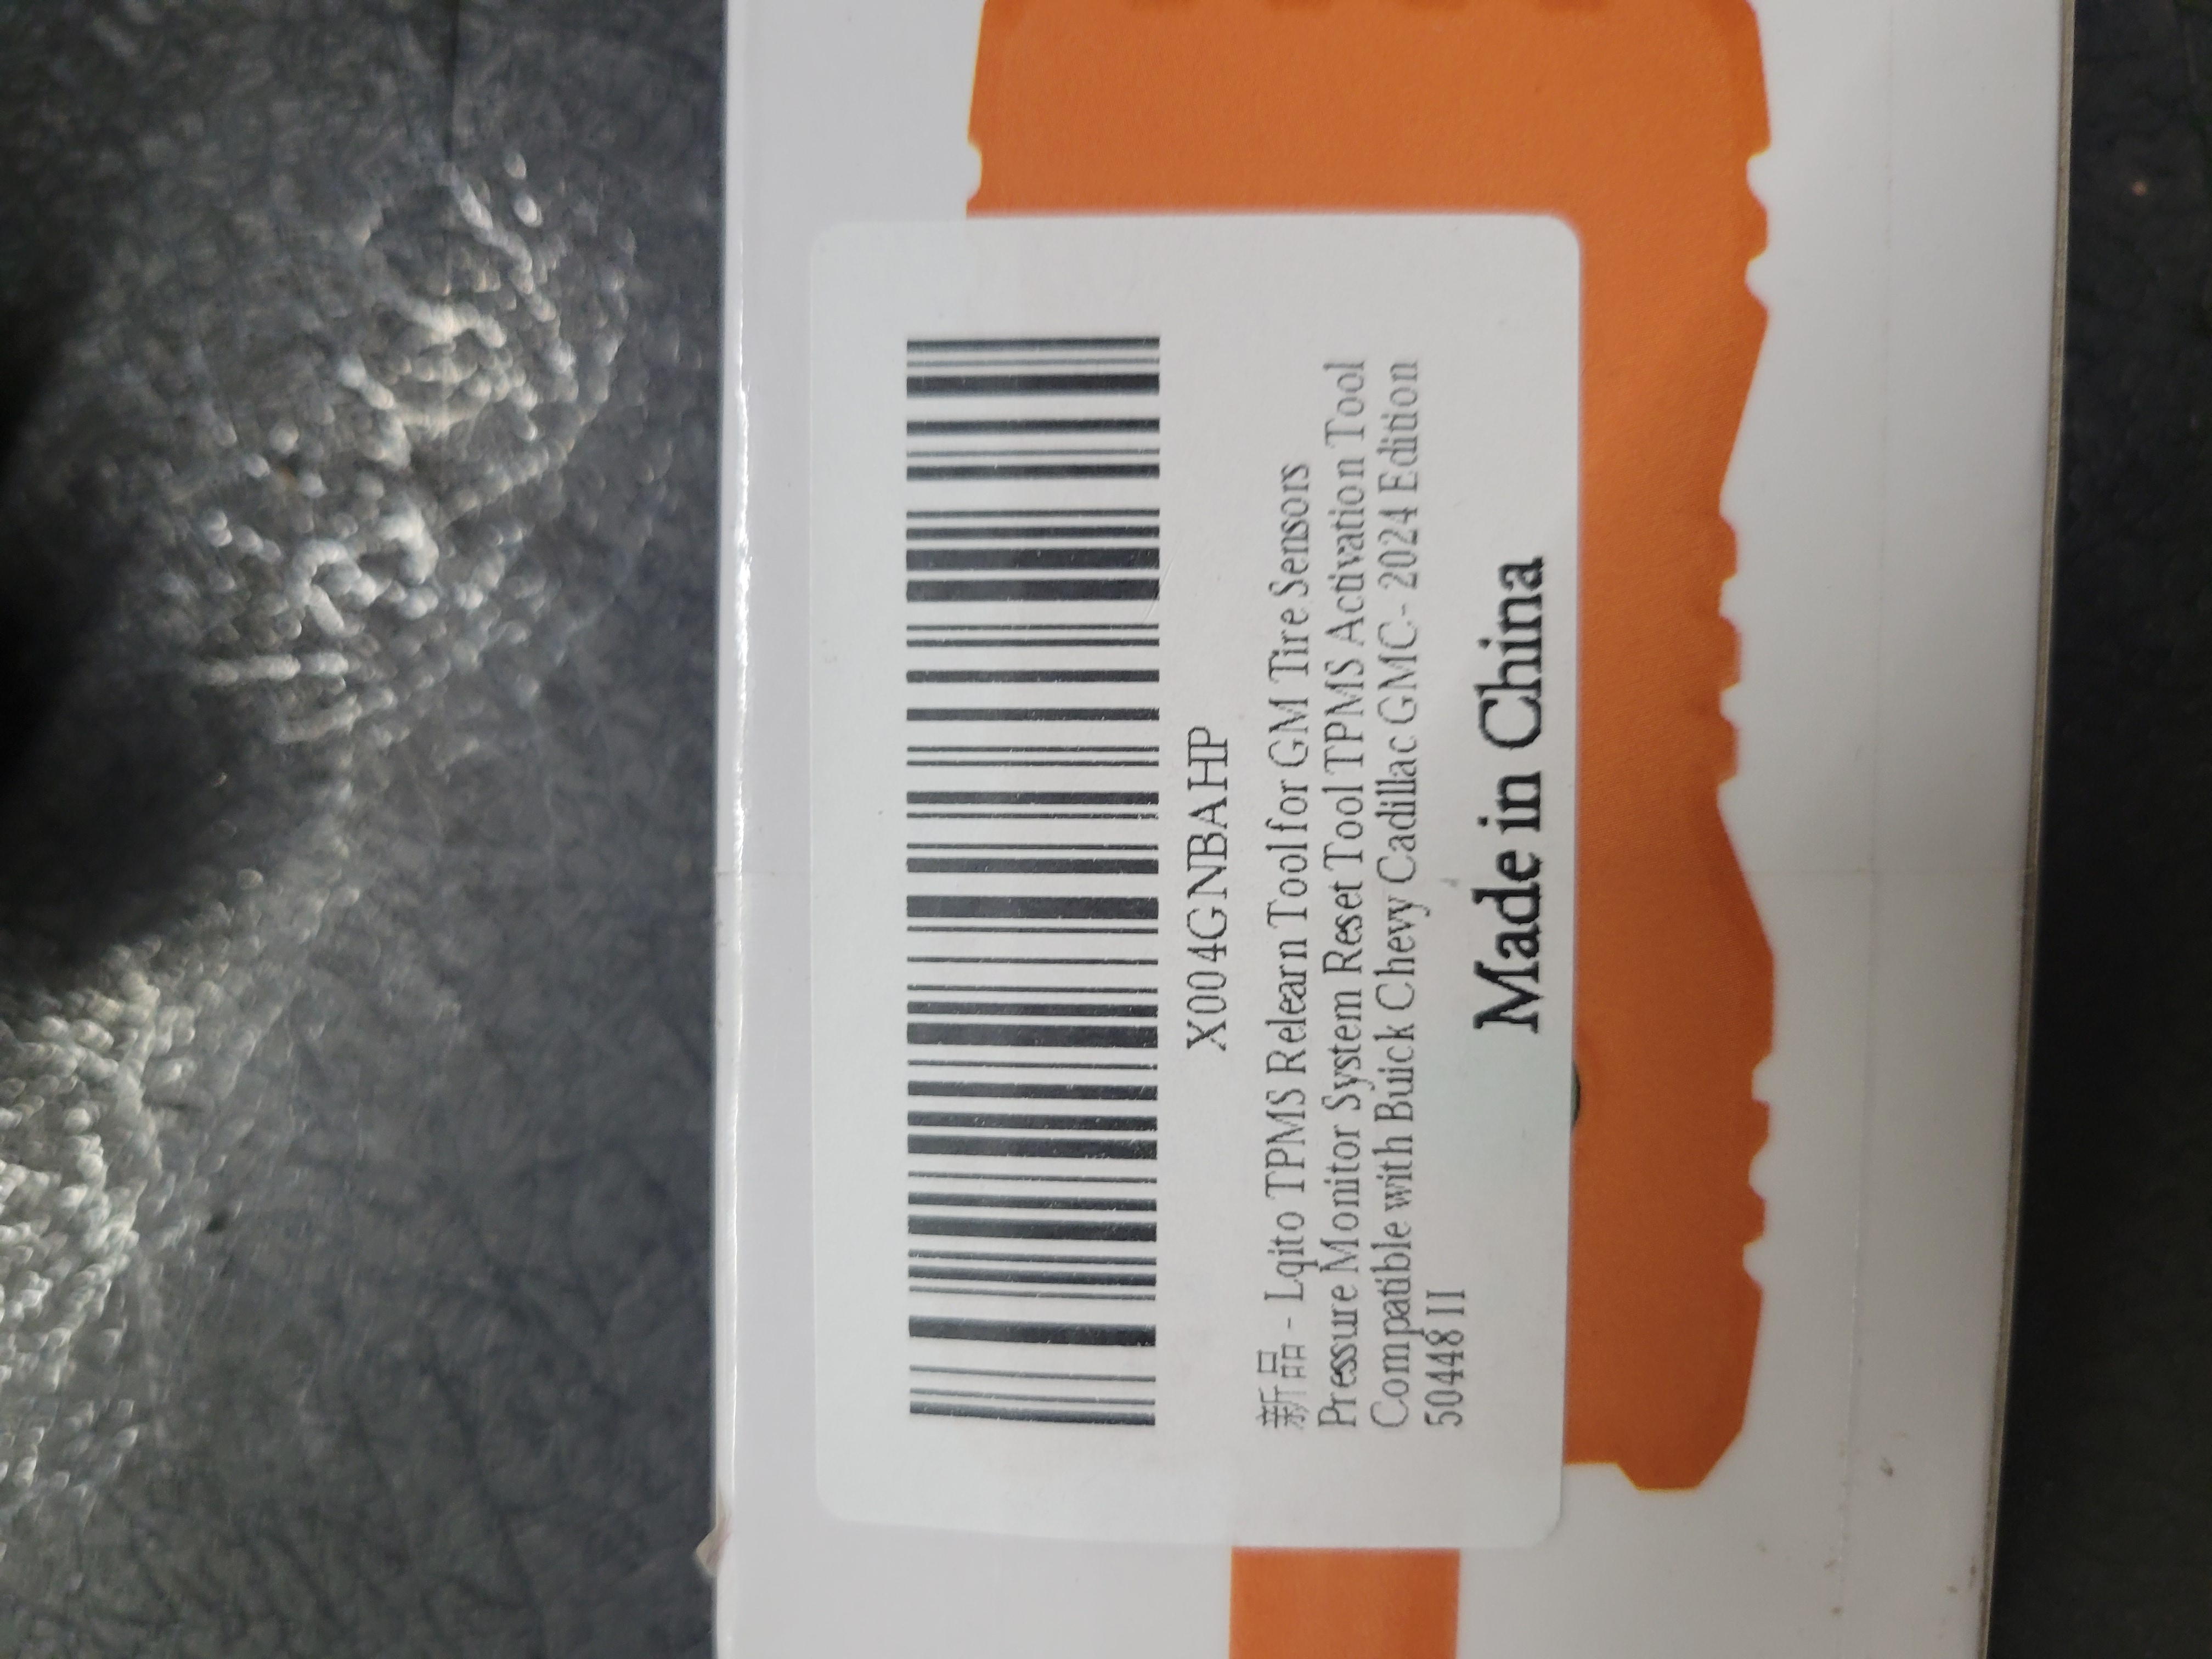 X004GNBAHP
新品 - Lqito TPMS Relearn Tool for GM Tire Sensors
Pressure Monitor System Reset Tool TPMS Activation Tool
Compatible with Buick Chevy Cadillac GMC- 2024 Edition
50448 II
Made in China